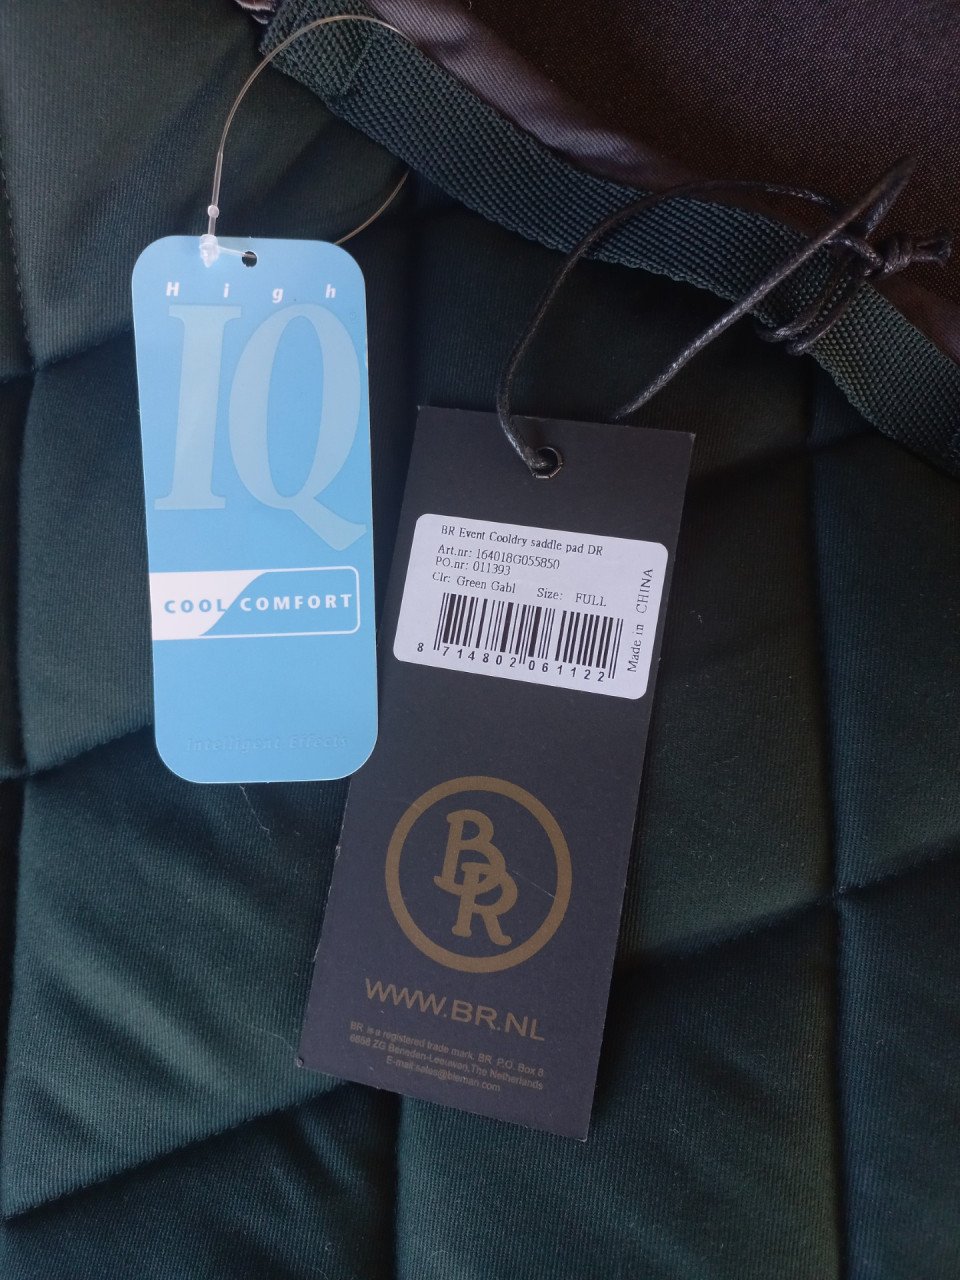 High
IQ
COOL COMFORT
Intelligent Effects
BR Event Cooldry saddle pad DR
Art.nr: 164018G055850
PO.nr: 011393
Clr: Green Gabl Size: FULL
Made in CHINA
8 714802 061122
BR
WWW.BR.NL
BR is a registered trade mark, BR P.O. Box 8
6658 ZG Beneden-Leeuwen, The Netherlands
E-mail:sales@bieman.com